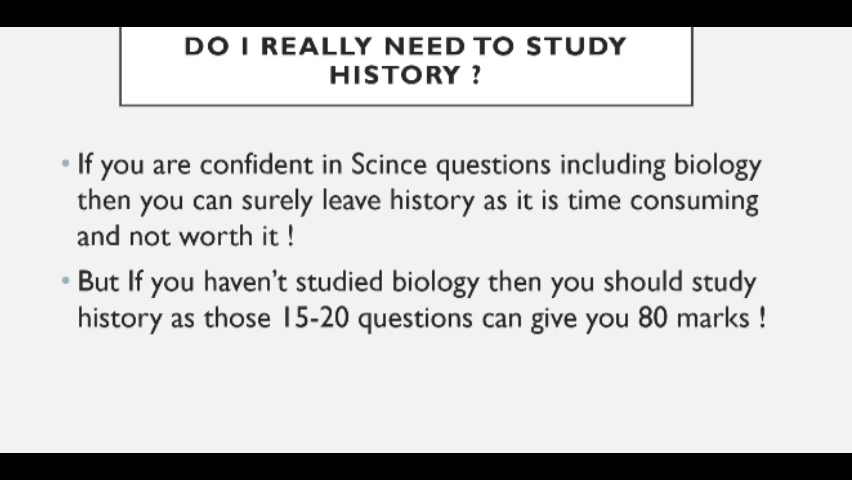 DO I REALLY NEED TO STUDY
HISTORY ?
• If you are confident in Scince questions including biology
then you can surely leave history as it is time consuming
and not worth it !
• But If you haven't studied biology then you should study
history as those 15-20 questions can give you 80 marks !